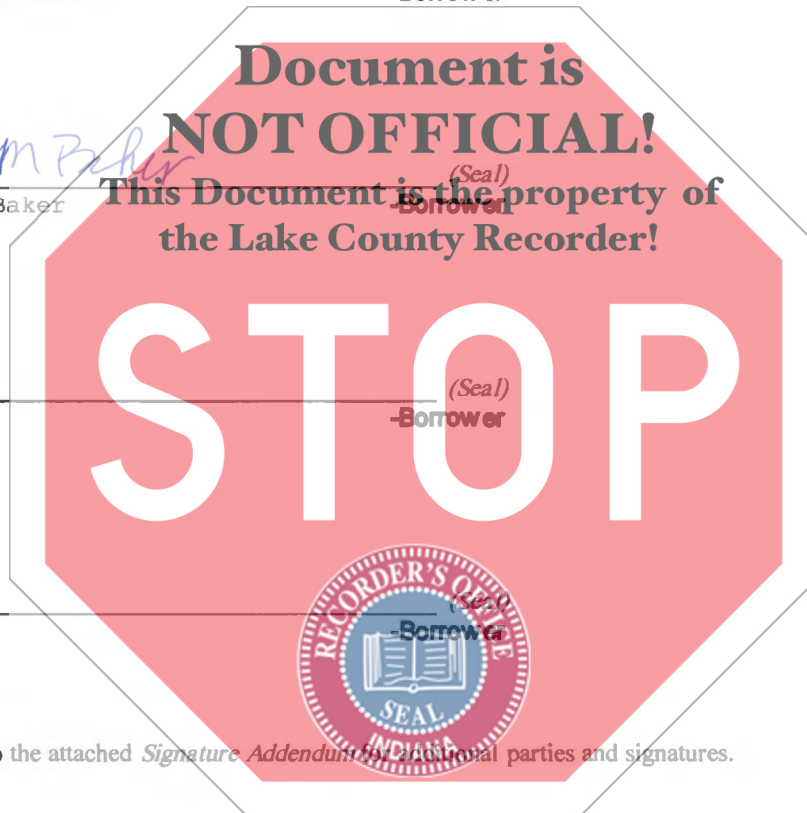 Document is
NOT OFFICIAL!
M Baker
(Seal)
Baker
-Borrower
This Document is the property of
the Lake County Recorder!
STOP
(Seal)
-Borrower
RECORDER'S OFFICE
SEAL
INDIANA
(Seal)
-Borrower
the attached Signature Addendum for additional parties and signatures.